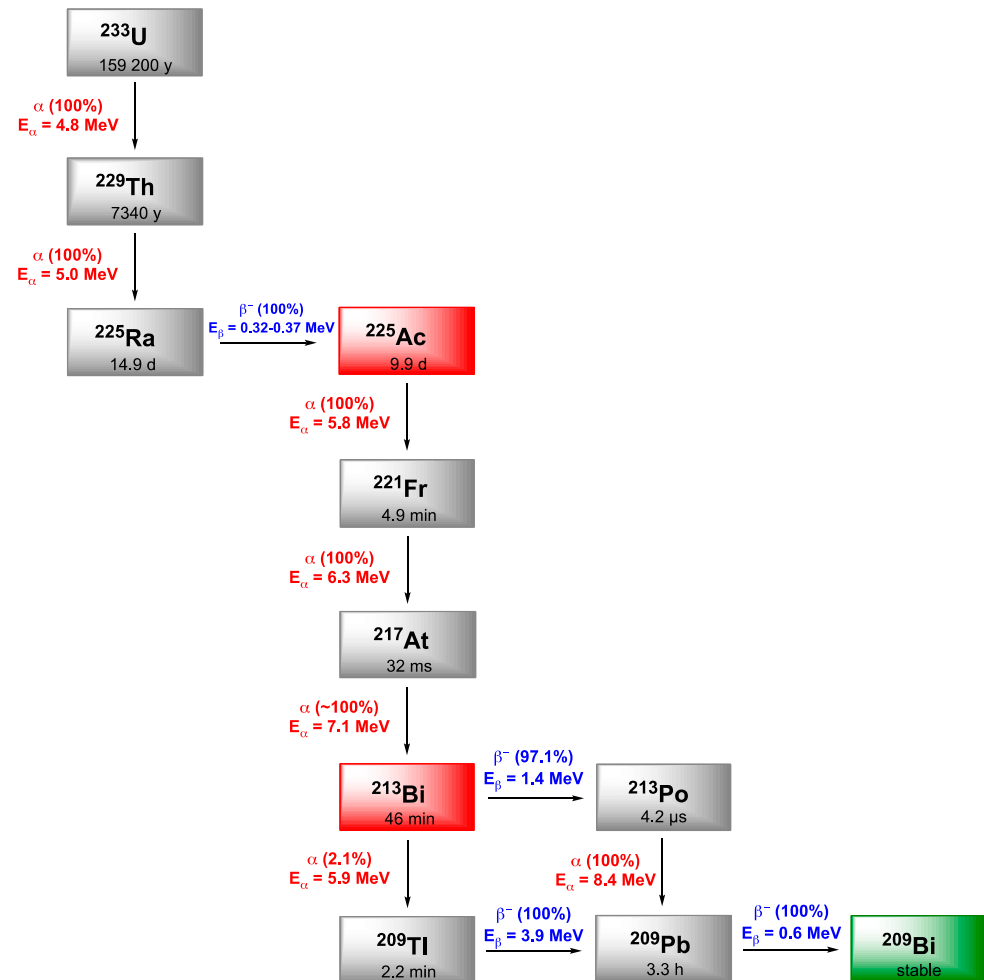 ²³³U
159 200 y
α (100%)
Eα = 4.8 MeV
²²⁹Th
7340 y
α (100%)
Eα = 5.0 MeV
²²⁵Ra
14.9 d
β⁻ (100%)
Eβ = 0.32-0.37 MeV
²²⁵Ac
9.9 d
α (100%)
Eα = 5.8 MeV
²²¹Fr
4.9 min
α (100%)
Eα = 6.3 MeV
²¹⁷At
32 ms
α (~100%)
Eα = 7.1 MeV
²¹³Bi
46 min
β⁻ (97.1%)
Eβ = 1.4 MeV
²¹³Po
4.2 µs
α (2.1%)
Eα = 5.9 MeV
α (100%)
Eα = 8.4 MeV
²⁰⁹Tl
2.2 min
β⁻ (100%)
Eβ = 3.9 MeV
²⁰⁹Pb
3.3 h
β⁻ (100%)
Eβ = 0.6 MeV
²⁰⁹Bi
stable